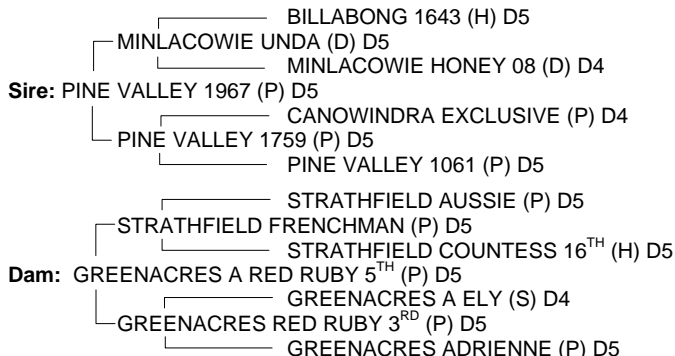 BILLABONG 1643 (H) D5
MINLACOWIE UNDA (D) D5
MINLACOWIE HONEY 08 (D) D4
Sire: PINE VALLEY 1967 (P) D5
CANOWINDRA EXCLUSIVE (P) D4
PINE VALLEY 1759 (P) D5
PINE VALLEY 1061 (P) D5
STRATHFIELD AUSSIE (P) D5
STRATHFIELD FRENCHMAN (P) D5
STRATHFIELD COUNTESS 16TH (H) D5
Dam: GREENACRES A RED RUBY 5TH (P) D5
GREENACRES A ELY (S) D4
GREENACRES RED RUBY 3RD (P) D5
GREENACRES ADRIENNE (P) D5